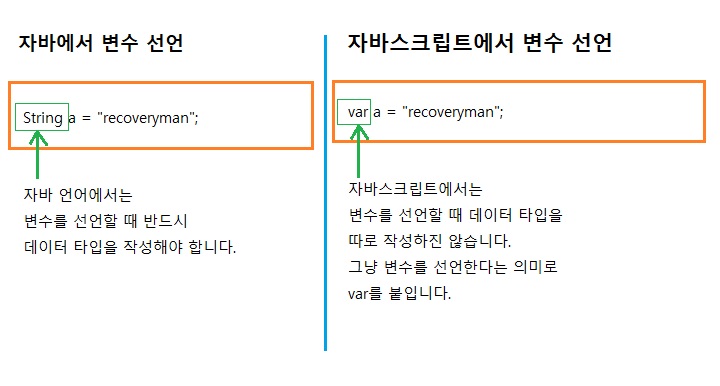 자바에서 변수 선언
String a = "recoveryman";
자바 언어에서는
변수를 선언할 때 반드시
데이터 타입을 작성해야 합니다.
자바스크립트에서 변수 선언
var a = "recoveryman";
자바스크립트에서는
변수를 선언할 때 데이터 타입을
따로 작성하진 않습니다.
그냥 변수를 선언한다는 의미로
var를 붙입니다.